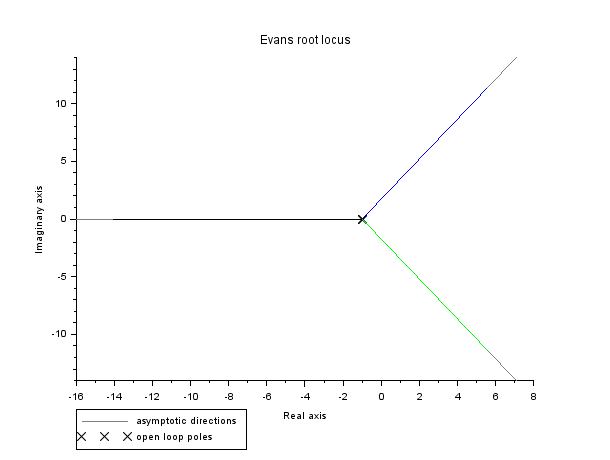 Evans root locus
Imaginary axis
10
5
0
-5
-10
-16 -14 -12 -10 -8 -6 -4 -2 0 2 4 6 8
Real axis
asymptotic directions
open loop poles